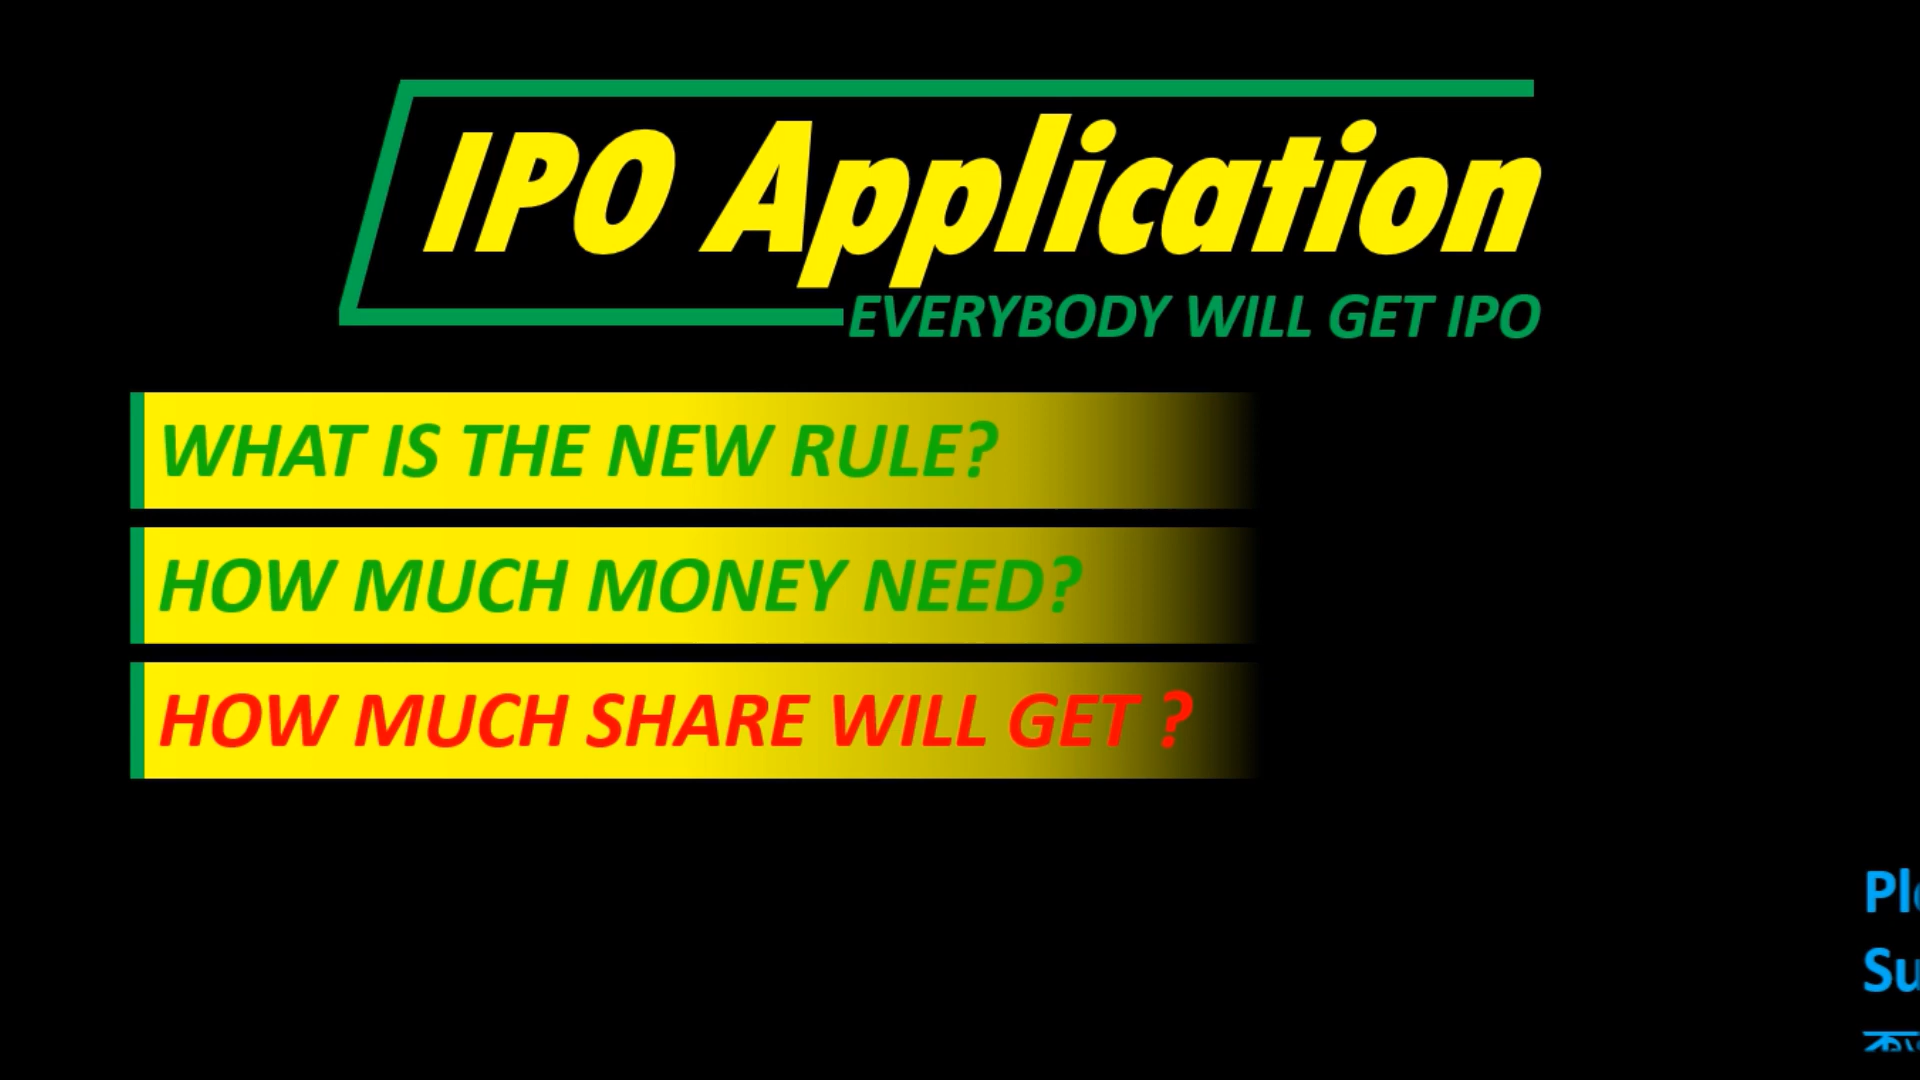 IPO Application
EVERYBODY WILL GET IPO
WHAT IS THE NEW RULE?
HOW MUCH MONEY NEED?
HOW MUCH SHARE WILL GET ?